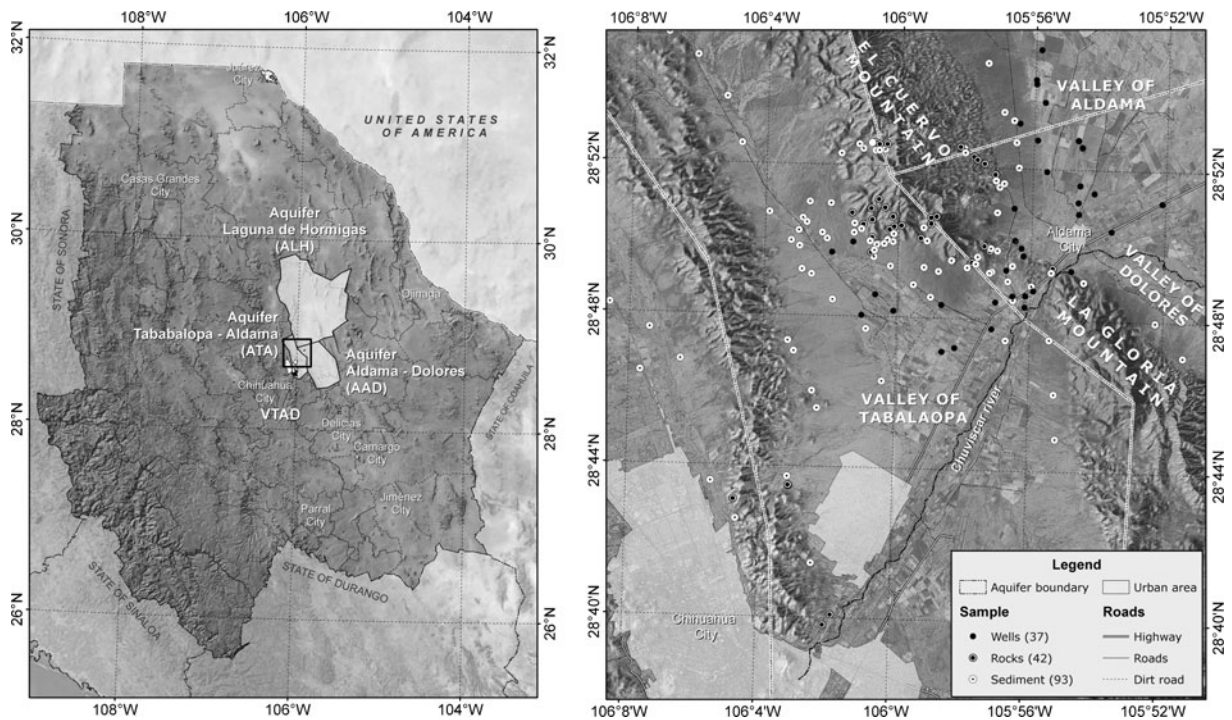 108°W
106°W
104°W
32°N
32°N
Juárez
City
UNITED STATES
OF AMERICA
Casas Grandes
City
STATE OF SONORA
30°N
30°N
Aquifer
Laguna de Hormigas
(ALH)
Ojinaga
Aquifer
Tababalopa - Aldama
(ATA)
Aquifer
Aldama - Dolores
(AAD)
Chihuahua
City
VTAD
STATE OF COAHUILA
28°N
28°N
Delicias
City
Camargo
City
Jiménez
City
Parral
City
STATE OF DURANGO
STATE OF SINALOA
26°N
26°N
108°W
106°W
104°W
106°8'W
106°4'W
106°W
105°56'W
105°52'W
EL CUERVO
MOUNTAIN
VALLEY OF
ALDAMA
28°52'N
28°52'N
Aldama
City
VALLEY OF
DOLORES
28°48'N
28°48'N
LA GLORIA
MOUNTAIN
VALLEY OF
TABALAOPA
Chuviscar river
28°44'N
28°44'N
28°40'N
28°40'N
Chihuahua
City
Legend
Aquifer boundary
Urban area
Sample
Roads
Wells (37)
Highway
Rocks (42)
Roads
Sediment (93)
Dirt road
106°8'W
106°4'W
106°W
105°56'W
105°52'W